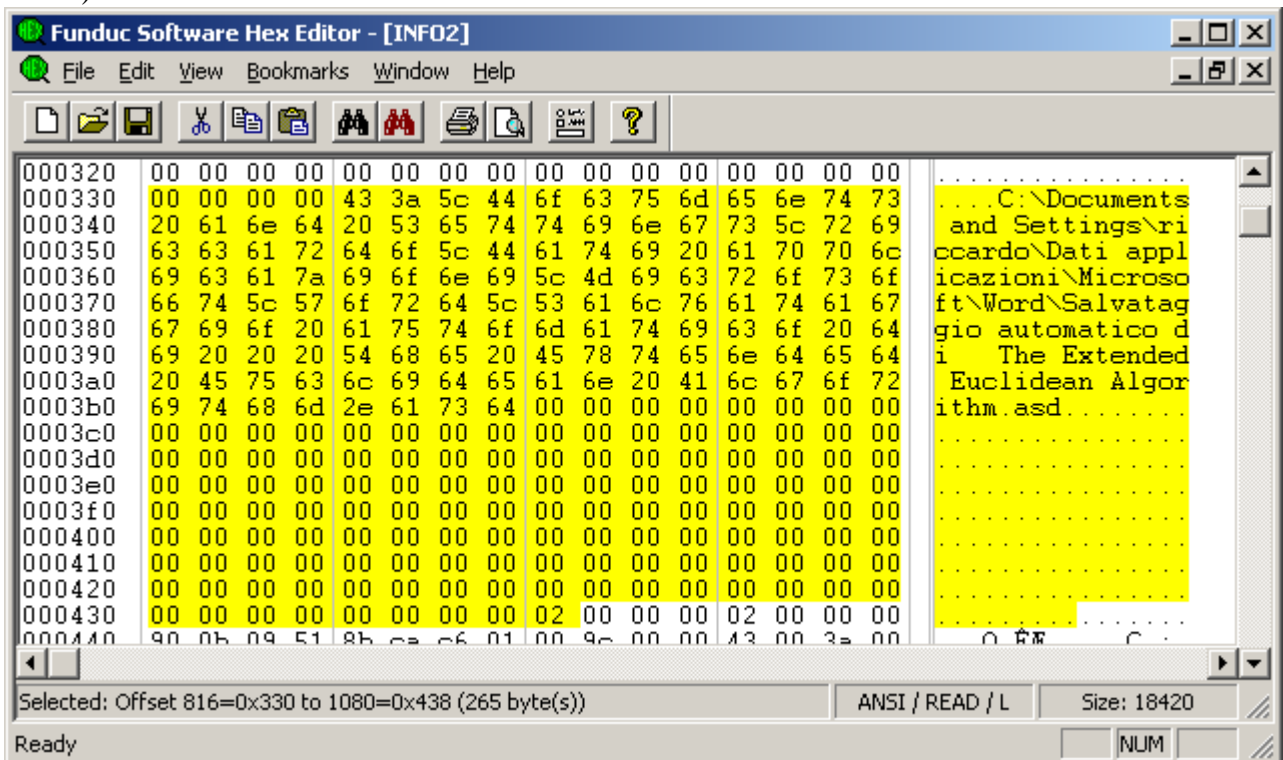 )
Funduc Software Hex Editor - [INFO2]
File Edit View Bookmarks Window Help
000320 00 00 00 00 00 00 00 00 00 00 00 00 00 00 00 00 ................
000330 00 00 00 00 43 3a 5c 44 6f 63 75 6d 65 6e 74 73 ....C:\Documents
000340 20 61 6e 64 20 53 65 74 74 69 6e 67 73 5c 72 69  and Settings\ri
000350 63 63 61 72 64 6f 5c 44 61 74 69 20 61 70 70 6c ccardo\Dati appl
000360 69 63 61 7a 69 6f 6e 69 5c 4d 69 63 72 6f 73 6f icazioni\Microso
000370 66 74 5c 57 6f 72 64 5c 53 61 6c 76 61 74 61 67 ft\Word\Salvatag
000380 67 69 6f 20 61 75 74 6f 6d 61 74 69 63 6f 20 64 gio automatico d
000390 69 20 20 20 54 68 65 20 45 78 74 65 6e 64 65 64 i   The Extended
0003a0 20 45 75 63 6c 69 64 65 61 6e 20 41 6c 67 6f 72  Euclidean Algor
0003b0 69 74 68 6d 2e 61 73 64 00 00 00 00 00 00 00 00 ithm.asd........
0003c0 00 00 00 00 00 00 00 00 00 00 00 00 00 00 00 00 ................
0003d0 00 00 00 00 00 00 00 00 00 00 00 00 00 00 00 00 ................
0003e0 00 00 00 00 00 00 00 00 00 00 00 00 00 00 00 00 ................
0003f0 00 00 00 00 00 00 00 00 00 00 00 00 00 00 00 00 ................
000400 00 00 00 00 00 00 00 00 00 00 00 00 00 00 00 00 ................
000410 00 00 00 00 00 00 00 00 00 00 00 00 00 00 00 00 ................
000420 00 00 00 00 00 00 00 00 00 00 00 00 00 00 00 00 ................
000430 00 00 00 00 00 00 00 00 02 00 00 00 02 00 00 00 ................
000440 90 0b 09 51 8b ca c6 01 00 9c 00 00 43 00 3a 00
Selected: Offset 816=0x330 to 1080=0x438 (265 byte(s)) ANSI / READ / L Size: 18420
Ready NUM